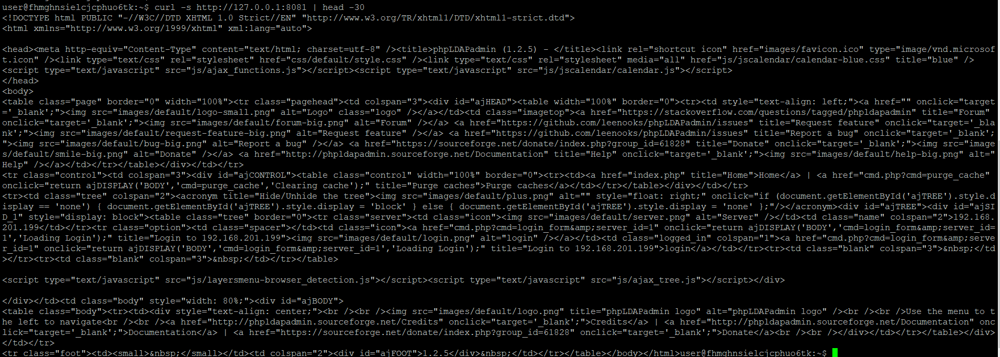 user@fhmghnsielcjcphuo6tk:~$ curl -s http://127.0.0.1:8081 | head -30
<!DOCTYPE html PUBLIC "-//W3C//DTD XHTML 1.0 Strict//EN" "http://www.w3.org/TR/xhtml1/DTD/xhtml1-strict.dtd">
<html xmlns="http://www.w3.org/1999/xhtml" xml:lang="auto">

<head><meta http-equiv="Content-Type" content="text/html; charset=utf-8" /><title>phpLDAPadmin (1.2.5) - </title><link rel="shortcut icon" href="images/favicon.ico" type="image/vnd.microsof
t.icon" /><link type="text/css" rel="stylesheet" href="css/default/style.css" /><link type="text/css" rel="stylesheet" media="all" href="js/jscalendar/calendar-blue.css" title="blue" />
<script type="text/javascript" src="js/ajax_functions.js"></script><script type="text/javascript" src="js/jscalendar/calendar.js"></script>
</head>
<body>
<table class="page" border="0" width="100%"><tr class="pagehead"><td colspan="3"><div id="ajHEAD"><table width="100%" border="0"><tr><td style="text-align: left;"><a href="" onclick="target
='_blank';"><img src="images/default/logo-small.png" alt="Logo" class="logo" /></a></td><td class="imagetop"><a href="https://stackoverflow.com/questions/tagged/phpldapadmin" title="Forum"
onclick="target='_blank';"><img src="images/default/forum-big.png" alt="Forum" /></a> <a href="https://github.com/leenooks/phpLDAPadmin/issues" title="Request feature" onclick="target='_bla
nk';"><img src="images/default/request-feature-big.png" alt="Request feature" /></a> <a href="https://github.com/leenooks/phpLDAPadmin/issues" title="Report a bug" onclick="target='_blank';
"><img src="images/default/bug-big.png" alt="Report a bug" /></a> <a href="https://sourceforge.net/donate/index.php?group_id=61828" title="Donate" onclick="target='_blank';"><img src="image
s/default/smile-big.png" alt="Donate" /></a> <a href="http://phpldapadmin.sourceforge.net/Documentation" title="Help" onclick="target='_blank';"><img src="images/default/help-big.png" alt="
Help" /></a></td></tr></table></div></td></tr>
<tr class="control"><td colspan="3"><div id="ajCONTROL"><table class="control" width="100%" border="0"><tr><td><a href="index.php" title="Home">Home</a> | <a href="cmd.php?cmd=purge_cache"
onclick="return ajDISPLAY('BODY','cmd=purge_cache','Clearing cache');" title="Purge caches">Purge caches</a></td></tr></table></div></td></tr>
<tr><td class="tree" colspan="2"><acronym title="Hide/Unhide the tree"><img src="images/default/plus.png" alt="" style="float: right;" onclick="if (document.getElementById('ajTREE').style.d
isplay == 'none') { document.getElementById('ajTREE').style.display = 'block' } else { document.getElementById('ajTREE').style.display = 'none' };"/></acronym><div id="ajTREE"><div id="ajSI
D_1" style="display: block"><table class="tree" border="0"><tr class="server"><td class="icon"><img src="images/default/server.png" alt="Server" /></td><td class="name" colspan="2">192.168.
201.199</td></tr><tr class="option"><td class="spacer"></td><td class="icon"><a href="cmd.php?cmd=login_form&amp;server_id=1" onclick="return ajDISPLAY('BODY','cmd=login_form&amp;server_id=
1','Loading Login');" title="Login to 192.168.201.199"><img src="images/default/login.png" alt="login" /></a></td><td class="logged_in" colspan="1"><a href="cmd.php?cmd=login_form&amp;serve
r_id=1" onclick="return ajDISPLAY('BODY','cmd=login_form&amp;server_id=1','Loading Login');" title="Login to 192.168.201.199">login</a></td></tr><tr><td class="blank" colspan="3">&nbsp;</td
></tr><tr><td class="blank" colspan="3">&nbsp;</td></tr></table>

<script type="text/javascript" src="js/layersmenu-browser_detection.js"></script><script type="text/javascript" src="js/ajax_tree.js"></script></div>

</div></td><td class="body" style="width: 80%;"><div id="ajBODY">
<table class="body"><tr><td><div style="text-align: center;"><br /><br /><img src="images/default/logo.png" title="phpLDAPadmin logo" alt="phpLDAPadmin logo" /><br /><br />Use the menu to t
he left to navigate<br /><br /><a href="http://phpldapadmin.sourceforge.net/Credits" onclick="target='_blank';">Credits</a> | <a href="http://phpldapadmin.sourceforge.net/Documentation" onc
lick="target='_blank';">Documentation</a> | <a href="https://sourceforge.net/donate/index.php?group_id=61828" onclick="target='_blank';">Donate</a><br /><br /></div></td></tr></table></div>
</td></tr>
<tr class="foot"><td><small>&nbsp;</small></td><td colspan="2"><div id="ajFOOT">1.2.5</div>&nbsp;</td></tr></table></body></html>user@fhmghnsielcjcphuo6tk:~$